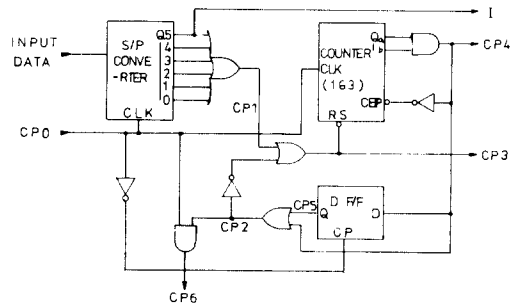 I
INPUT
DATA
S/P
CONVE
-RTER
Q5
4
3
2
1
0
CLK
COUNTER
CLK
(163)
Qa
b
CEP
RS
CP4
CP1
CP0
CP3
CP5
D F/F
Q
D
CP
CP2
CP6